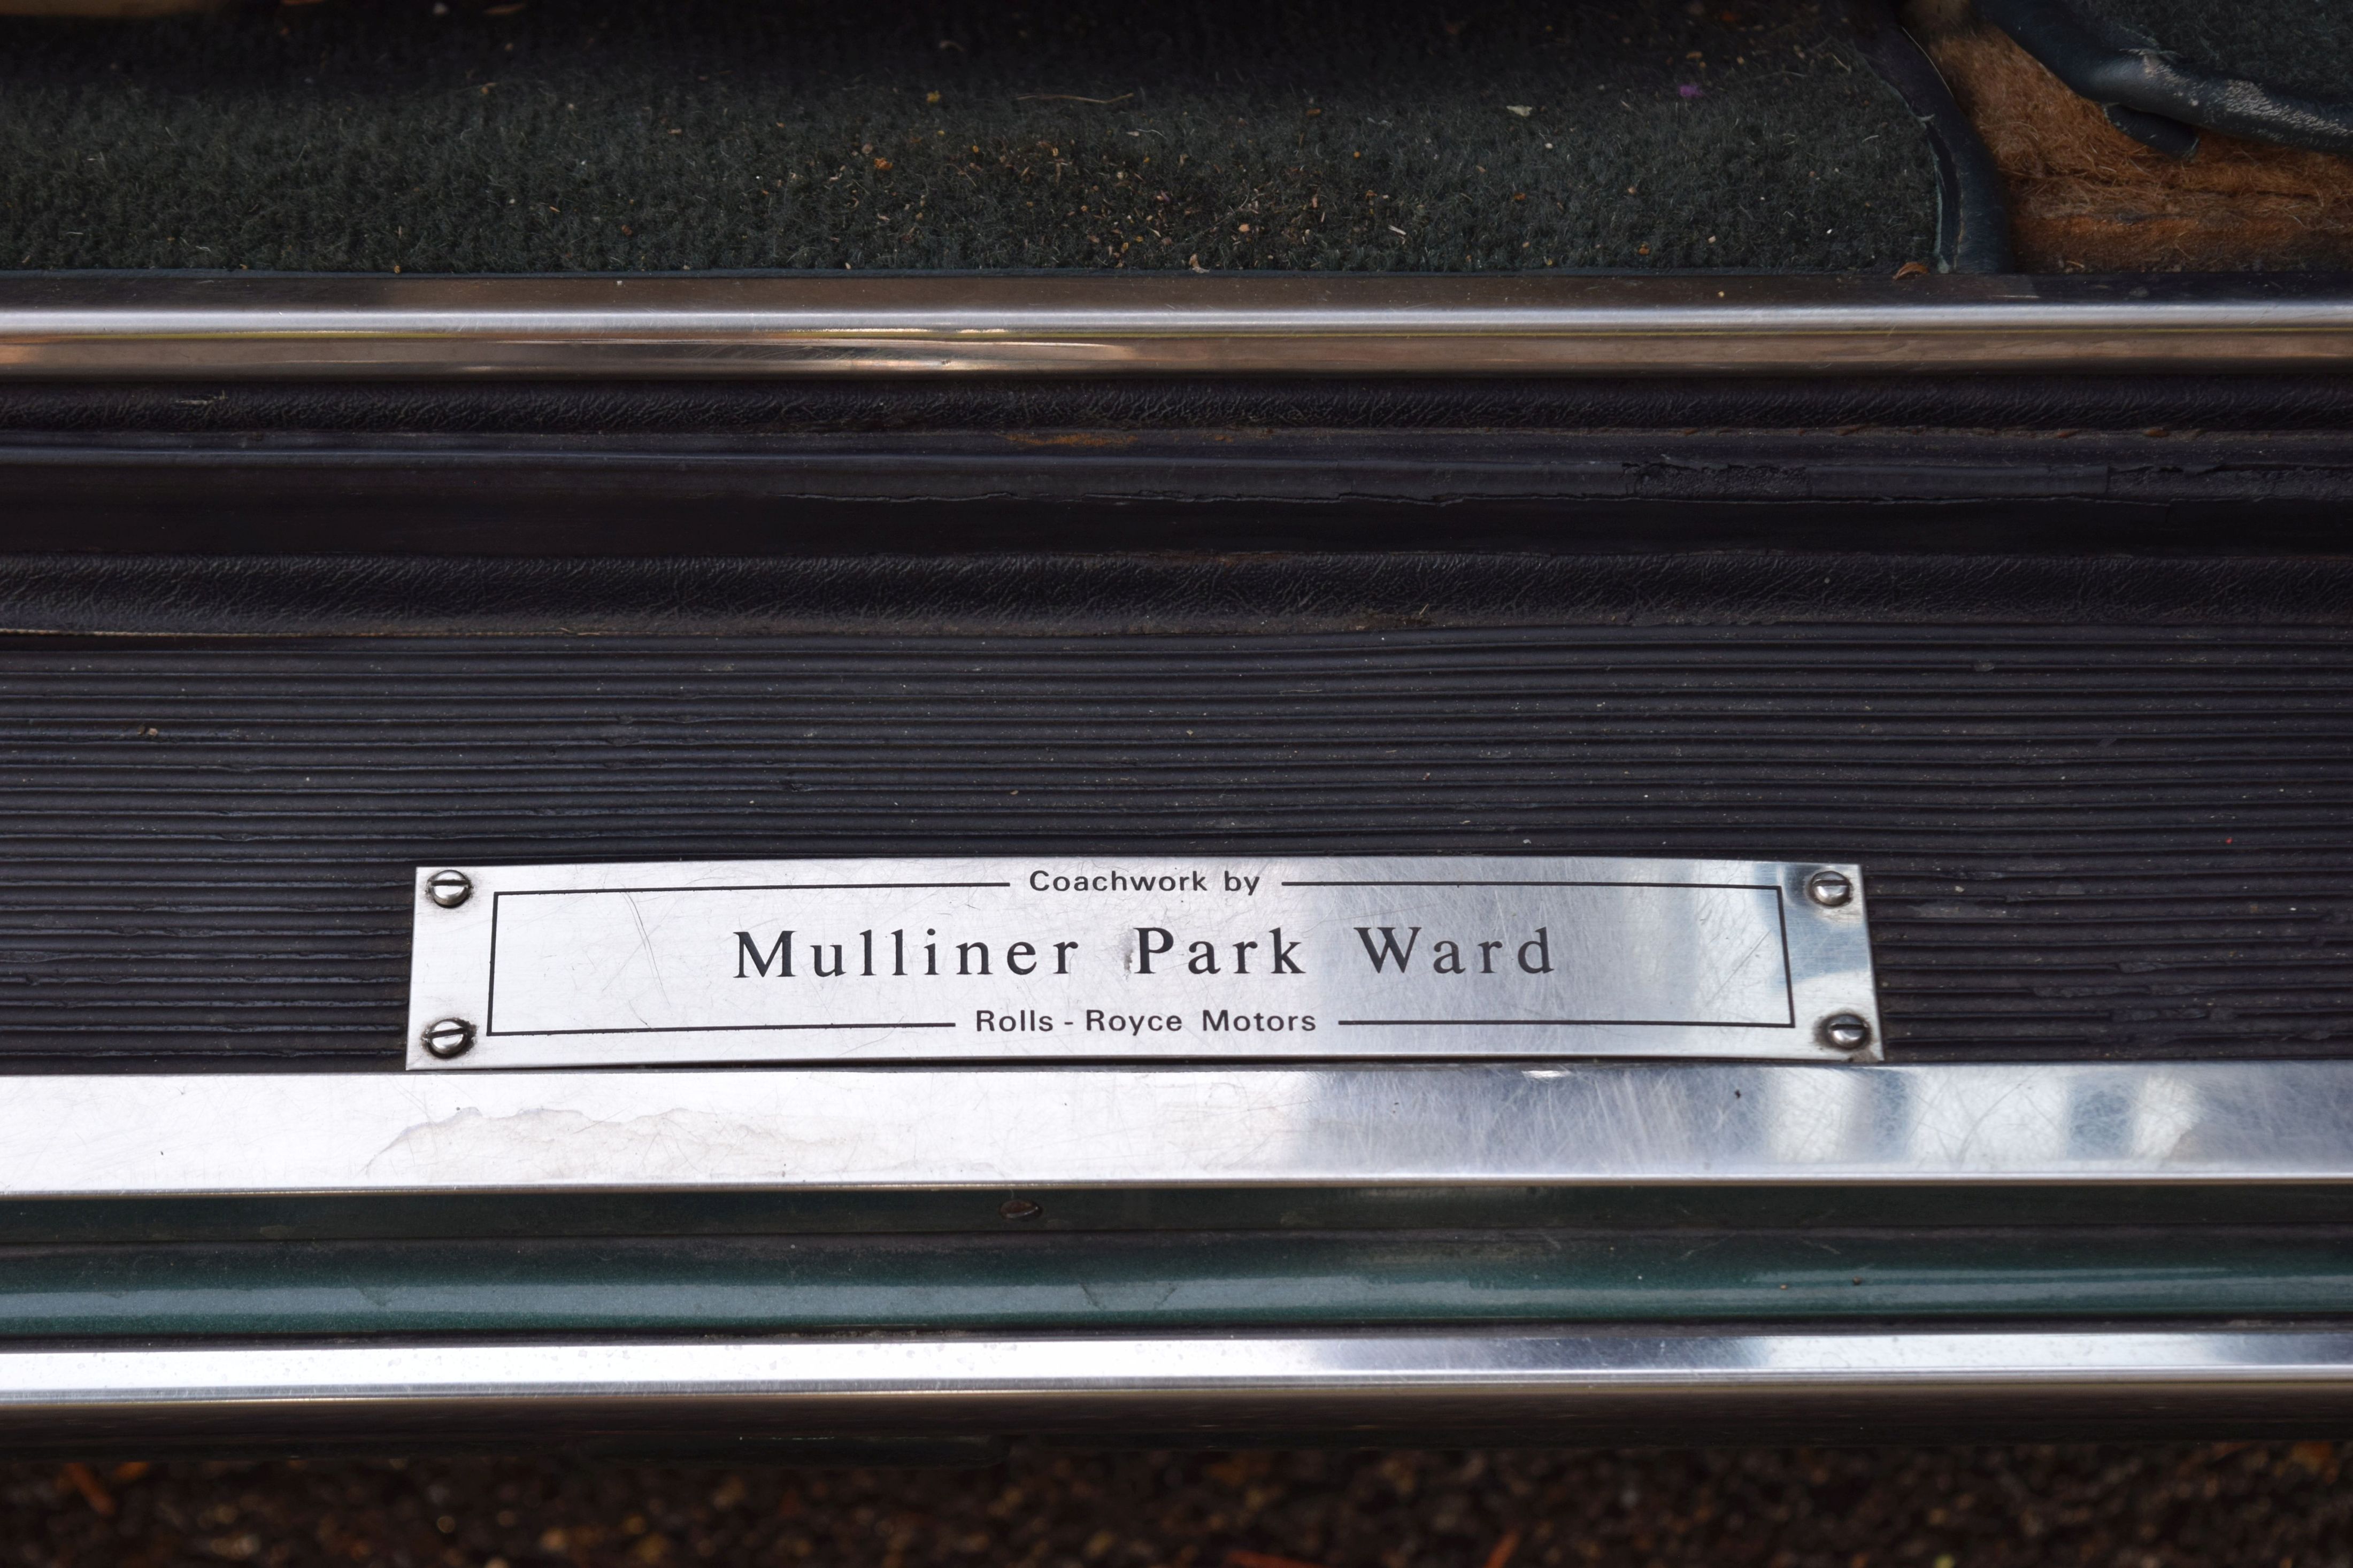 Coachwork by
Mulliner Park Ward
Rolls - Royce Motors